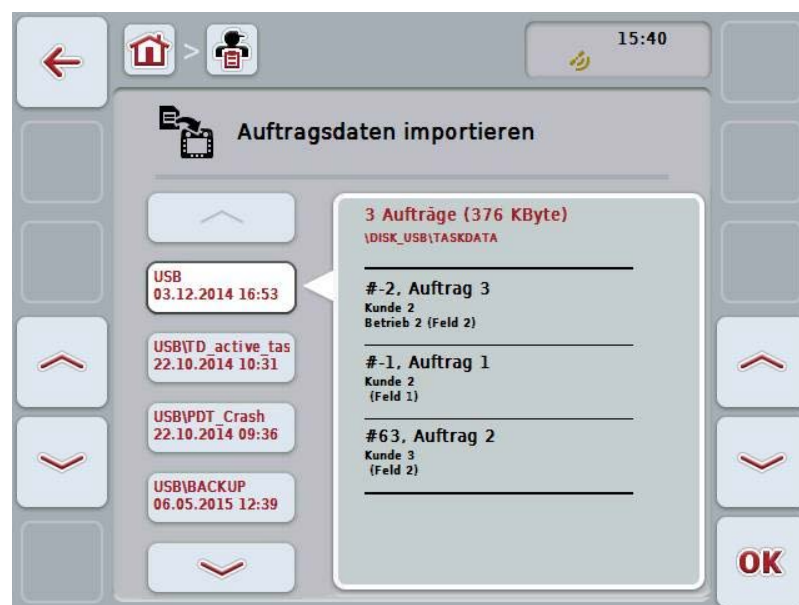 >
15:40
Auftragsdaten importieren
USB
03.12.2014 16:53
USB\TD_active_tas
22.10.2014 10:31
USB\PDT_Crash
22.10.2014 09:36
USB\BACKUP
06.05.2015 12:39
3 Aufträge (376 KByte)
\DISK_USB\TASKDATA
#-2, Auftrag 3
Kunde 2
Betrieb 2 (Feld 2)
#-1, Auftrag 1
Kunde 2
(Feld 1)
#63, Auftrag 2
Kunde 3
(Feld 2)
OK